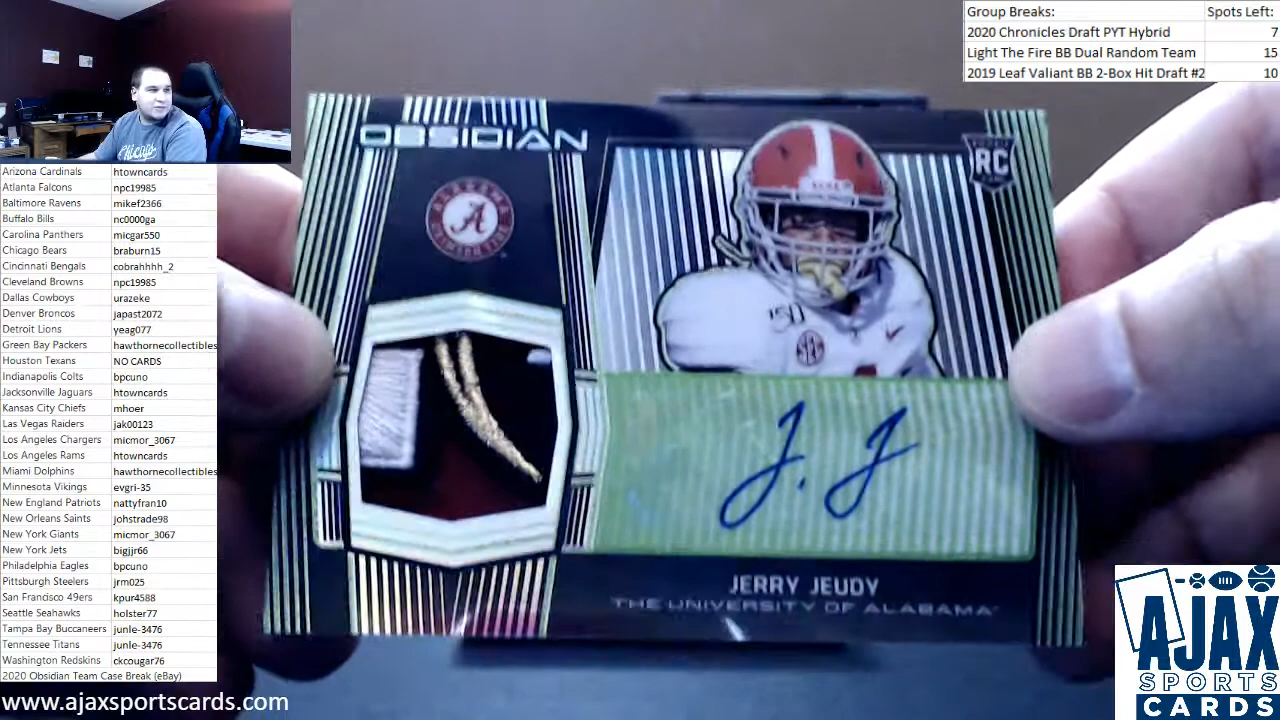 Group Breaks: Spots Left:
2020 Chronicles Draft PYT Hybrid 7
Light The Fire BB Dual Random Team 15
2019 Leaf Valiant BB 2-Box Hit Draft #2 10
Chicago
Arizona Cardinals htowncards
Atlanta Falcons npc19985
Baltimore Ravens mikef2366
Buffalo Bills nc0000ga
Carolina Panthers micgar550
Chicago Bears braburn15
Cincinnati Bengals cobrahhhh_2
Cleveland Browns npc19985
Dallas Cowboys urazeke
Denver Broncos japast2072
Detroit Lions yeag077
Green Bay Packers hawthornecollectibles
Houston Texans NO CARDS
Indianapolis Colts bpcuno
Jacksonville Jaguars htowncards
Kansas City Chiefs mhoer
Las Vegas Raiders jak00123
Los Angeles Chargers micmor_3067
Los Angeles Rams htowncards
Miami Dolphins hawthornecollectibles
Minnesota Vikings evgri-35
New England Patriots nattyfran10
New Orleans Saints johstrade98
New York Giants micmor_3067
New York Jets bigjjr66
Philadelphia Eagles bpcuno
Pittsburgh Steelers jrm025
San Francisco 49ers kpur4588
Seattle Seahawks holster77
Tampa Bay Buccaneers junle-3476
Tennessee Titans junle-3476
Washington Redskins ckcougar76
2020 Obsidian Team Case Break (eBay)
www.ajaxsportscards.com
OBSIDIAN
ALABAMA
A
RC
150
SEC
J. J
JERRY JEUDY
THE UNIVERSITY OF ALABAMA
AJAX
SPORTS
CARDS